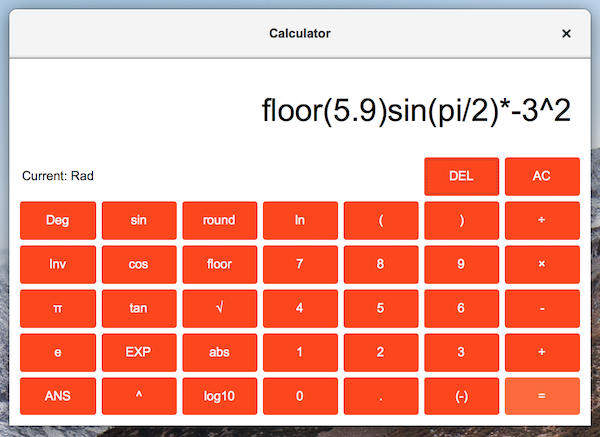 Calculator ×
floor(5.9)sin(pi/2)*-3^2
Current: Rad DEL AC
Deg sin round ln ( ) ÷
Inv cos floor 7 8 9 ×
π tan √ 4 5 6 -
e EXP abs 1 2 3 +
ANS ^ log10 0 . (-) =